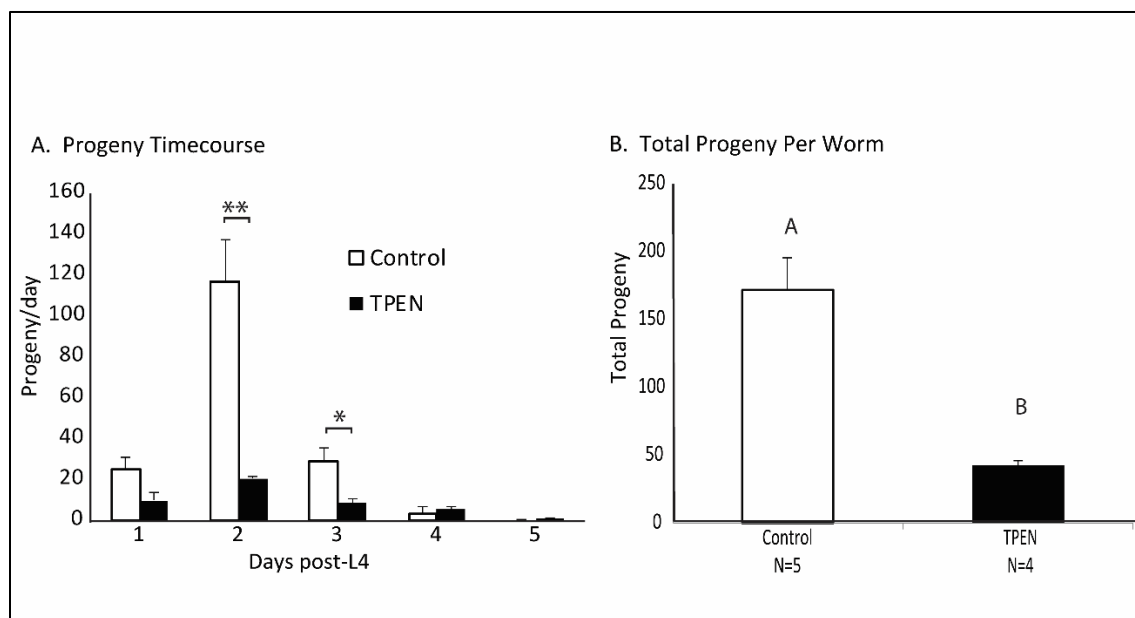 A. Progeny Timecourse
Progeny/day
160
140
120
100
80
60
40
20
0
**
*
Control
TPEN
1 2 3 4 5
Days post-L4
B. Total Progeny Per Worm
Total Progeny
250
200
150
100
50
0
A
B
Control TPEN
N=5 N=4